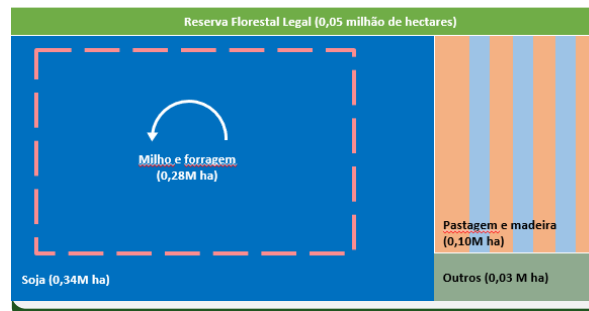 Reserva Florestal Legal (0,05 milhão de hectares)
Milho e forragem
(0,28M ha)
Pastagem e madeira
(0,10M ha)
Soja (0,34M ha)
Outros (0,03 M ha)